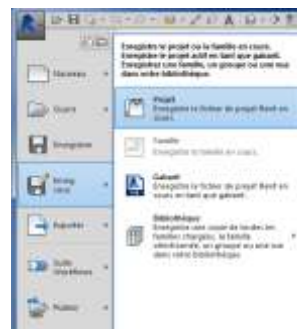 Enregistre le projet ou la famille en cours.
Enregistre le projet actif en tant que gabarit.
Enregistrez une famille, un groupe ou une vue
dans votre bibliothèque.
Nouveau
Ouvrir
Enregistrer
Enreg.
sous
Exporter
Suite
Workflows
Publier
Projet
Enregistre le fichier de projet Revit en
cours.
Famille
Enregistre la famille en cours.
Gabarit
Enregistre le fichier de projet Revit en
cours en tant que gabarit.
Bibliothèque
Enregistre une copie de toutes les
familles chargées, la famille
sélectionnée, un groupe ou une vue
dans votre bibliothèque.